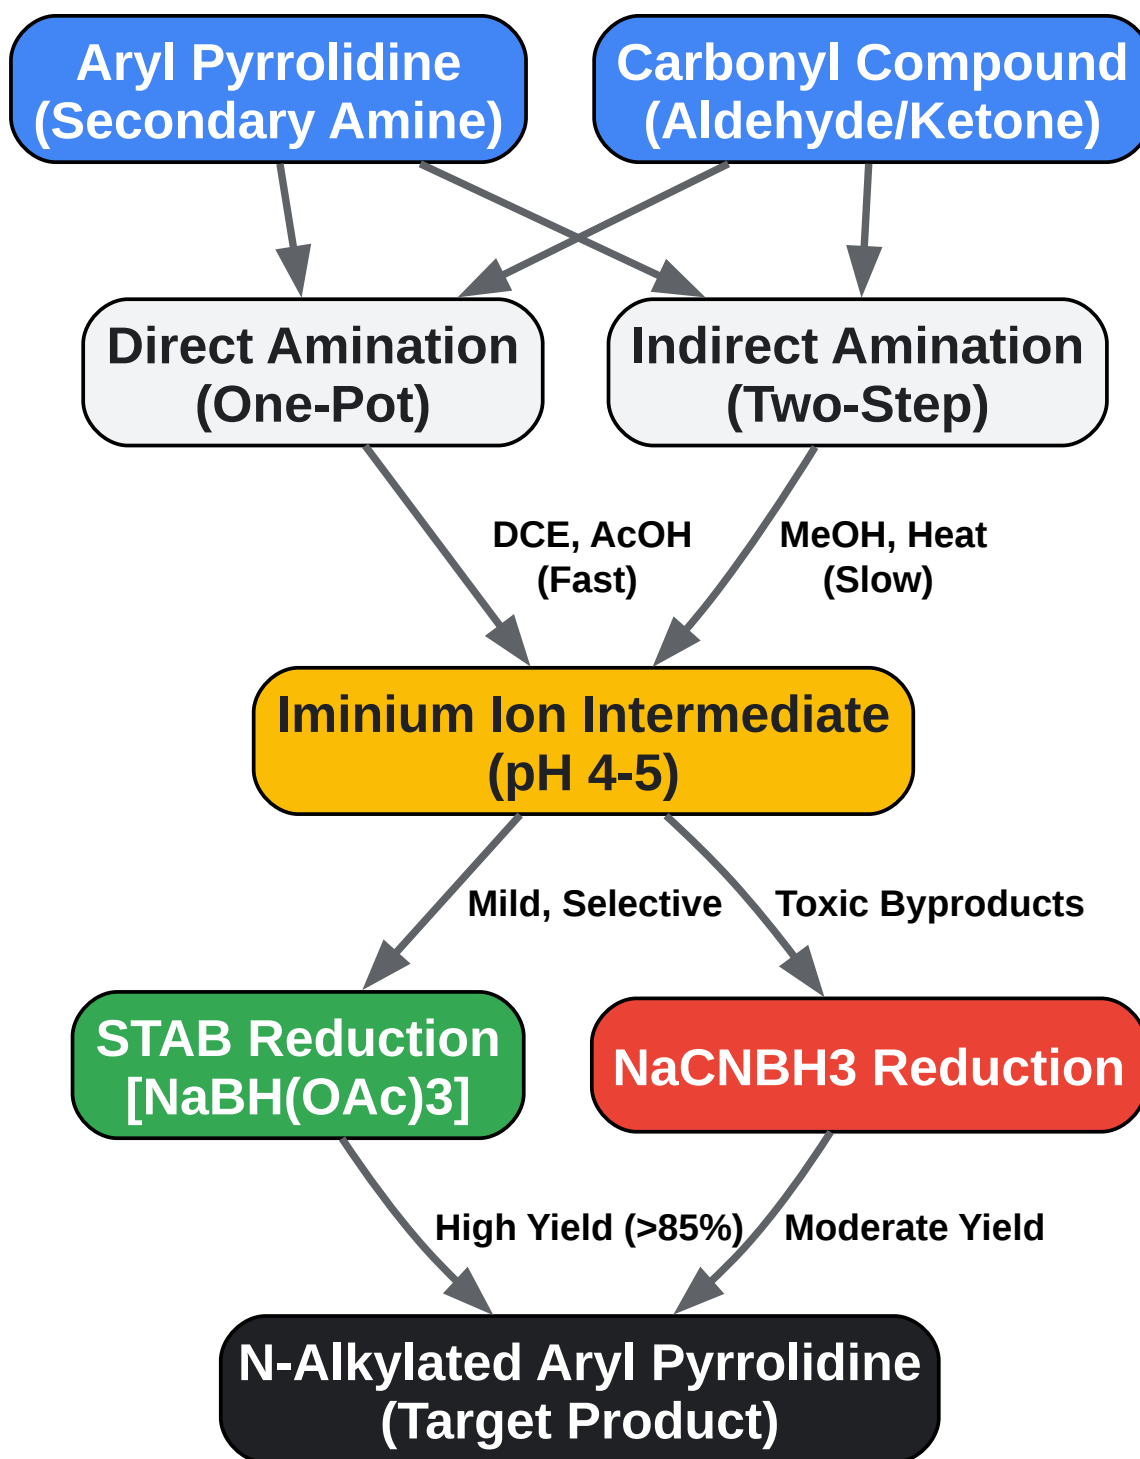 Aryl Pyrrolidine
(Secondary Amine)
Carbonyl Compound
(Aldehyde/Ketone)
Direct Amination
(One-Pot)
Indirect Amination
(Two-Step)
DCE, AcOH
(Fast)
MeOH, Heat
(Slow)
Iminium Ion Intermediate
(pH 4-5)
Mild, Selective
Toxic Byproducts
STAB Reduction
[NaBH(OAc)3]
NaCNBH3 Reduction
High Yield (>85%)
Moderate Yield
N-Alkylated Aryl Pyrrolidine
(Target Product)